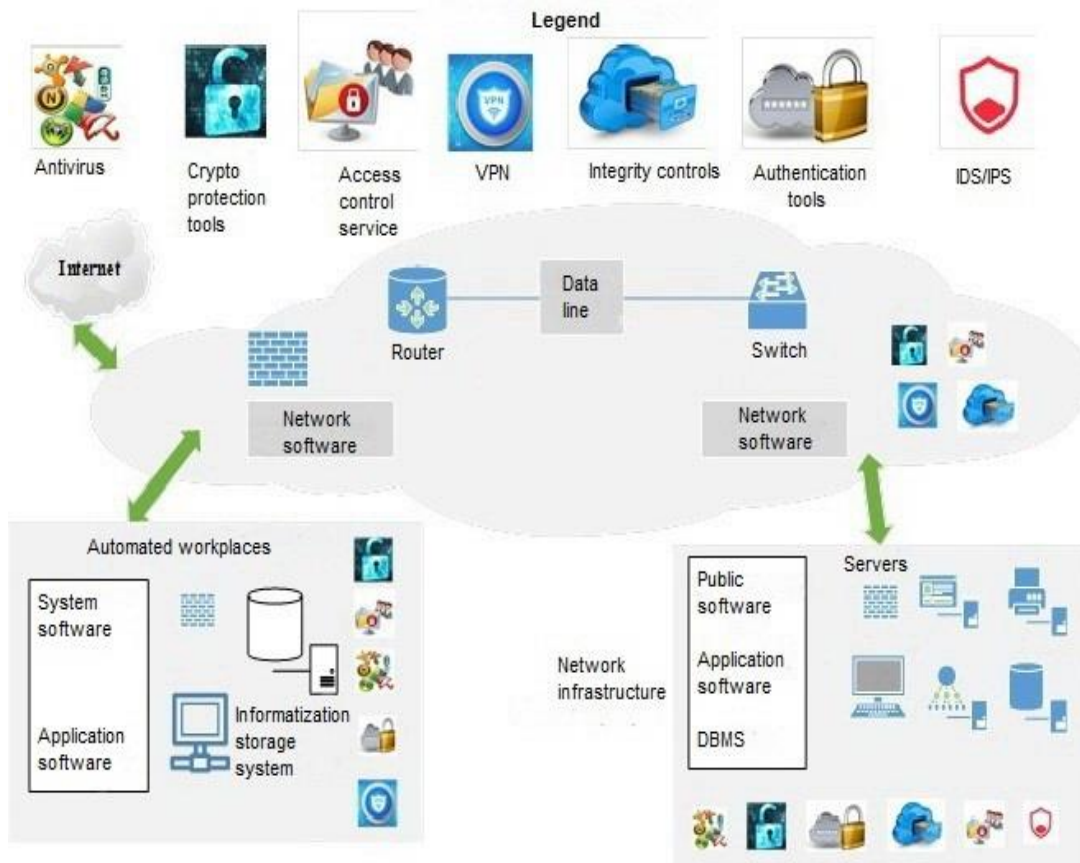 Legend
Antivirus
Crypto
protection
tools
Access
control
service
VPN
VPN
Integrity controls
Authentication
tools
IDS/IPS
Internet
Router
Data
line
Switch
Network
software
Network
software
Automated workplaces
System
software
Application
software
Informatization
storage
system
Network
infrastructure
Servers
Public
software
Application
software
DBMS